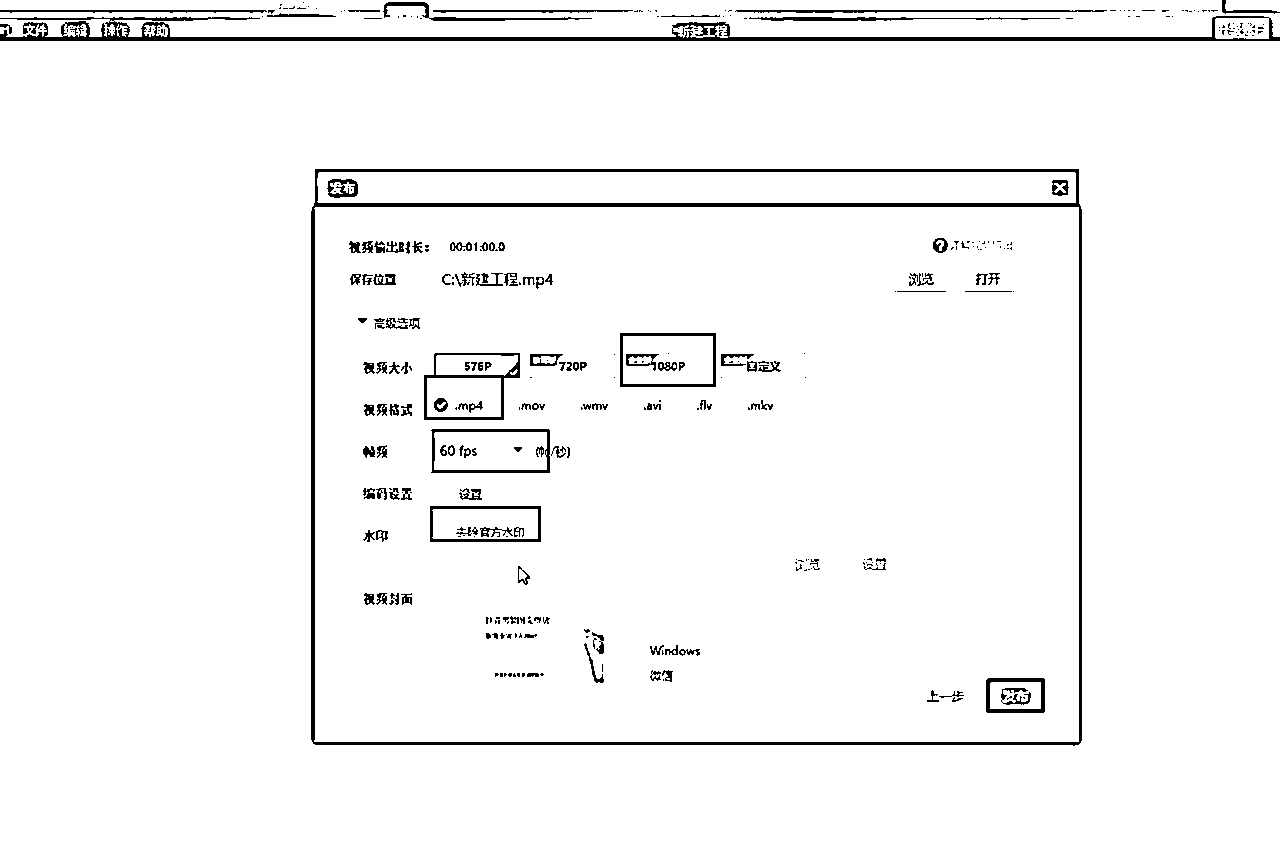 文件 编辑 操作 帮助 新建工程
发布
视频输出时长： 00:01:00.0
保存位置 C:\新建工程.mp4 浏览 打开
高级选项
视频大小 576P 720P 1080P 自定义
视频格式 .mp4 .mov .wmv .avi .flv .mkv
帧频 60 fps (帧/秒)
编码设置 设置
水印 去除官方水印
浏览 设置
视频封面
Windows
微信
上一步 发布